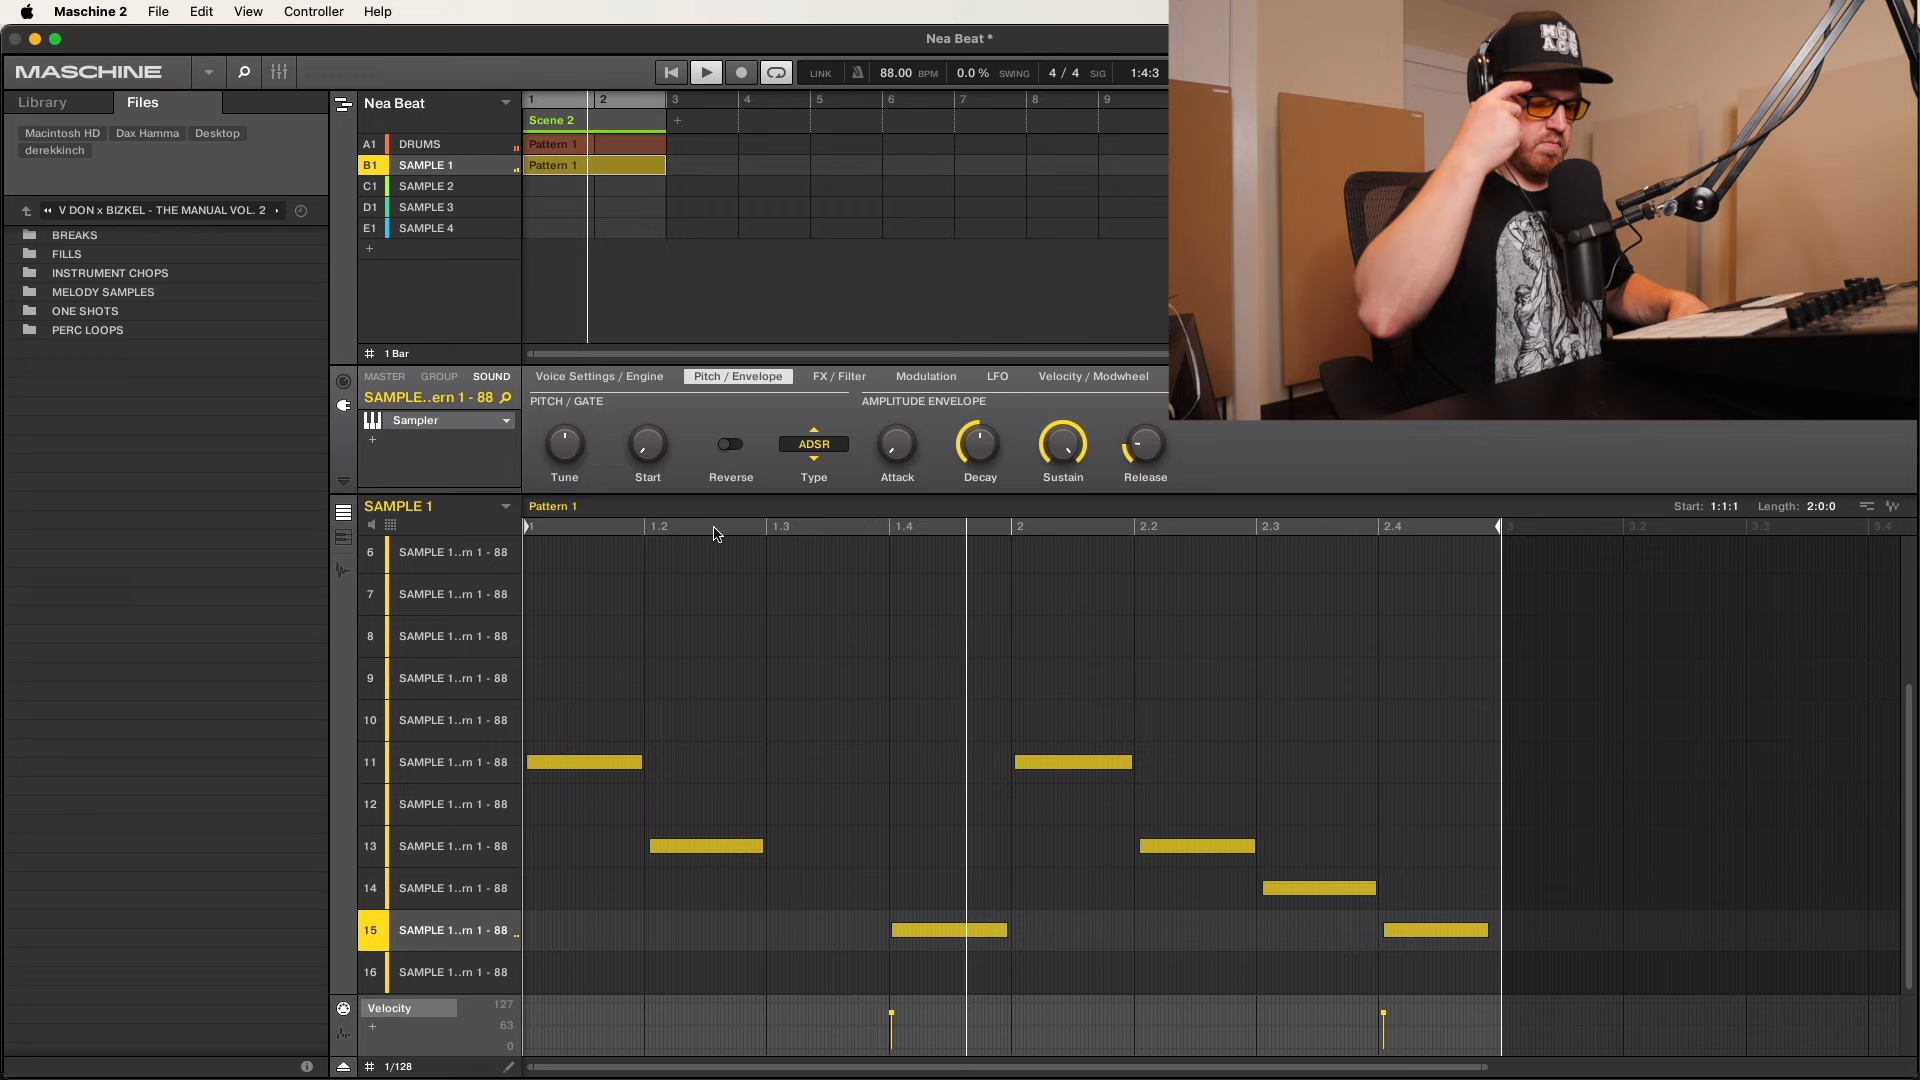 Maschine 2 File Edit View Controller Help
Nea Beat *
MASCHINE
LINK 88.00 BPM 0.0 % SWING 4 / 4 SIG 1:4:3
Library Files
Macintosh HD Dax Hamma Desktop
derekkinch
V DON x BIZKEL - THE MANUAL VOL. 2
BREAKS
FILLS
INSTRUMENT CHOPS
MELODY SAMPLES
ONE SHOTS
PERC LOOPS
Nea Beat
1 2 3 4 5 6 7 8 9
Scene 2 +
A1 DRUMS Pattern 1
B1 SAMPLE 1 Pattern 1
C1 SAMPLE 2
D1 SAMPLE 3
E1 SAMPLE 4
+
1 Bar
MASTER GROUP SOUND
SAMPLE..ern 1 - 88
Sampler
+
Voice Settings / Engine Pitch / Envelope FX / Filter Modulation LFO Velocity / Modwheel
PITCH / GATE AMPLITUDE ENVELOPE
ADSR
Tune Start Reverse Type Attack Decay Sustain Release
SAMPLE 1
Pattern 1 Start: 1:1:1 Length: 2:0:0
1 1.2 1.3 1.4 2 2.2 2.3 2.4 3 3.2 3.3 3.4
6 SAMPLE 1..rn 1 - 88
7 SAMPLE 1..rn 1 - 88
8 SAMPLE 1..rn 1 - 88
9 SAMPLE 1..rn 1 - 88
10 SAMPLE 1..rn 1 - 88
11 SAMPLE 1..rn 1 - 88
12 SAMPLE 1..rn 1 - 88
13 SAMPLE 1..rn 1 - 88
14 SAMPLE 1..rn 1 - 88
15 SAMPLE 1..rn 1 - 88
16 SAMPLE 1..rn 1 - 88
Velocity 127
+ 63
0
1/128